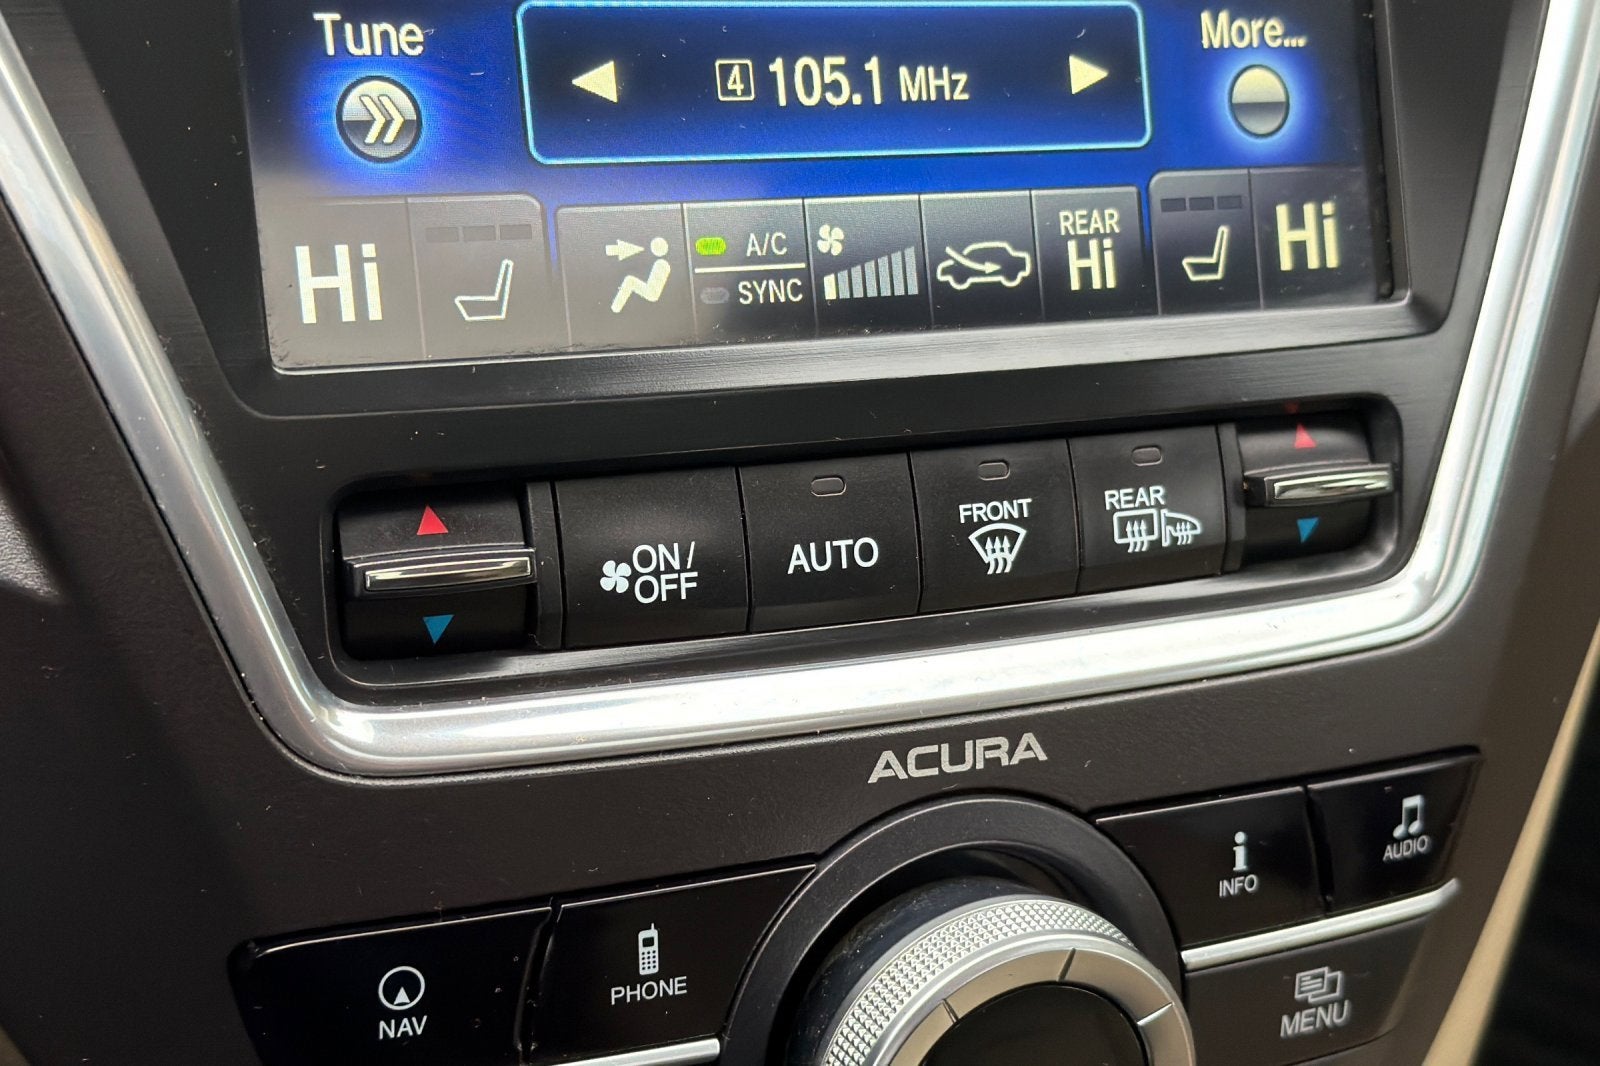 Tune
4 105.1 MHz
More...
Hi
A/C
SYNC
REAR
Hi
Hi
ON/
OFF
AUTO
FRONT
REAR
ACURA
NAV
PHONE
INFO
AUDIO
MENU